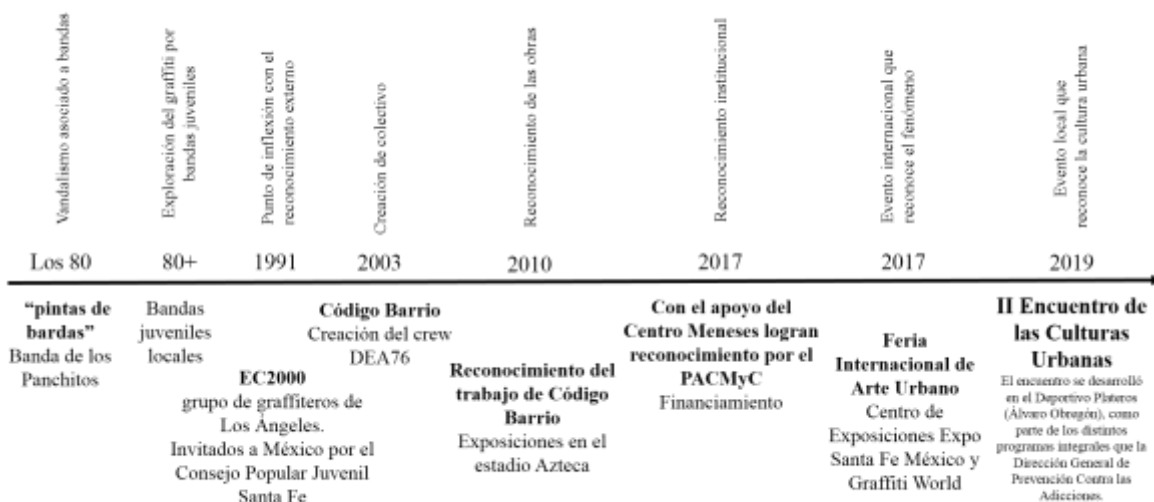 Vandalismo asociado a bandas
Exploración del graffiti por
bandas juveniles
Punto de inflexión con el
reconocimiento externo
Creación de colectivo
Reconocimiento de las obras
Reconocimiento institucional
Evento internacional que
reconoce el fenómeno
Evento local que
reconoce la cultura urbana
Los 80
80+
1991
2003
2010
2017
2017
2019
“pintas de
bardas”
Banda de los
Panchitos
Bandas
juveniles
locales
EC2000
grupo de graffiteros de
Los Ángeles.
Invitados a México por el
Consejo Popular Juvenil
Santa Fe
Código Barrio
Creación del crew
DEA76
Reconocimiento del
trabajo de Código
Barrio
Exposiciones en el
estadio Azteca
Con el apoyo del
Centro Meneses logran
reconocimiento por el
PACMyC
Financiamiento
Feria
Internacional de
Arte Urbano
Centro de
Exposiciones Expo
Santa Fe México y
Graffiti World
II Encuentro de
las Culturas
Urbanas
El encuentro se desarrolló
en el Deportivo Plateros
(Álvaro Obregón), como
parte de los distintos
programas integrales que la
Dirección General de
Prevención Contra las
Adicciones.